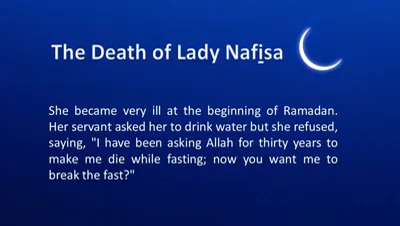 The Death of Lady Nafisa
She became very ill at the beginning of Ramadan.
Her servant asked her to drink water but she refused,
saying, "I have been asking Allah for thirty years to
make me die while fasting; now you want me to
break the fast?"